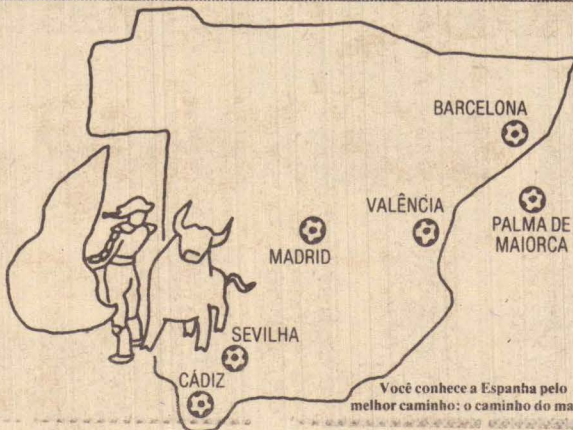 BARCELONA
VALÊNCIA
PALMA DE
MAIORCA
MADRID
SEVILHA
CÁDIZ
Você conhece a Espanha pelo
melhor caminho: o caminho do